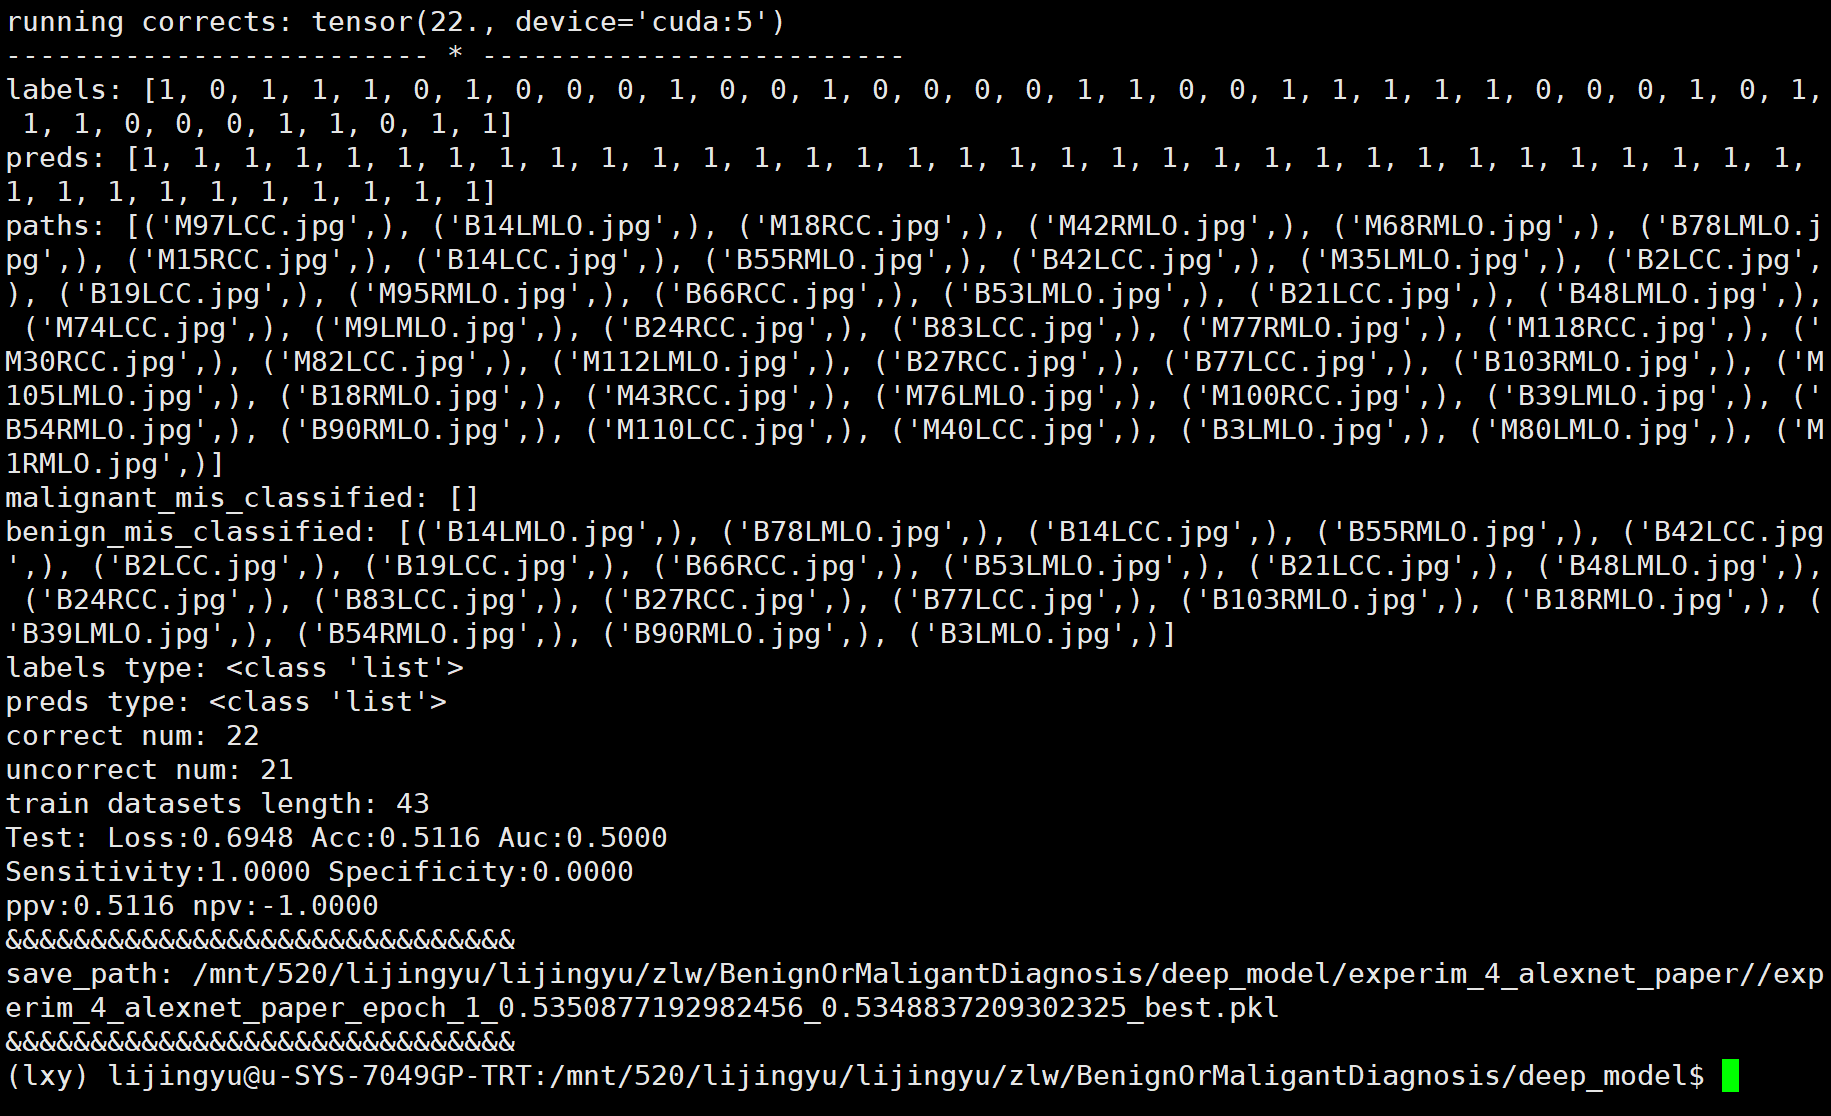 running corrects: tensor(22., device='cuda:5')
------------------------- * -------------------------
labels: [1, 0, 1, 1, 1, 0, 1, 0, 0, 0, 1, 0, 0, 1, 0, 0, 0, 0, 1, 1, 0, 0, 1, 1, 1, 1, 1, 0, 0, 0, 1, 0, 1,
 1, 1, 0, 0, 0, 1, 1, 0, 1, 1]
preds: [1, 1, 1, 1, 1, 1, 1, 1, 1, 1, 1, 1, 1, 1, 1, 1, 1, 1, 1, 1, 1, 1, 1, 1, 1, 1, 1, 1, 1, 1, 1, 1, 1,
1, 1, 1, 1, 1, 1, 1, 1, 1, 1]
paths: [('M97LCC.jpg',), ('B14LMLO.jpg',), ('M18RCC.jpg',), ('M42RMLO.jpg',), ('M68RMLO.jpg',), ('B78LMLO.j
pg',), ('M15RCC.jpg',), ('B14LCC.jpg',), ('B55RMLO.jpg',), ('B42LCC.jpg',), ('M35LMLO.jpg',), ('B2LCC.jpg',
), ('B19LCC.jpg',), ('M95RMLO.jpg',), ('B66RCC.jpg',), ('B53LMLO.jpg',), ('B21LCC.jpg',), ('B48LMLO.jpg',),
 ('M74LCC.jpg',), ('M9LMLO.jpg',), ('B24RCC.jpg',), ('B83LCC.jpg',), ('M77RMLO.jpg',), ('M118RCC.jpg',), ('
M30RCC.jpg',), ('M82LCC.jpg',), ('M112LMLO.jpg',), ('B27RCC.jpg',), ('B77LCC.jpg',), ('B103RMLO.jpg',), ('M
105LMLO.jpg',), ('B18RMLO.jpg',), ('M43RCC.jpg',), ('M76LMLO.jpg',), ('M100RCC.jpg',), ('B39LMLO.jpg',), ('
B54RMLO.jpg',), ('B90RMLO.jpg',), ('M110LCC.jpg',), ('M40LCC.jpg',), ('B3LMLO.jpg',), ('M80LMLO.jpg',), ('M
1RMLO.jpg',)]
malignant_mis_classified: []
benign_mis_classified: [('B14LMLO.jpg',), ('B78LMLO.jpg',), ('B14LCC.jpg',), ('B55RMLO.jpg',), ('B42LCC.jpg
',), ('B2LCC.jpg',), ('B19LCC.jpg',), ('B66RCC.jpg',), ('B53LMLO.jpg',), ('B21LCC.jpg',), ('B48LMLO.jpg',),
 ('B24RCC.jpg',), ('B83LCC.jpg',), ('B27RCC.jpg',), ('B77LCC.jpg',), ('B103RMLO.jpg',), ('B18RMLO.jpg',), (
'B39LMLO.jpg',), ('B54RMLO.jpg',), ('B90RMLO.jpg',), ('B3LMLO.jpg',)]
labels type: <class 'list'>
preds type: <class 'list'>
correct num: 22
uncorrect num: 21
train datasets length: 43
Test: Loss:0.6948 Acc:0.5116 Auc:0.5000
Sensitivity:1.0000 Specificity:0.0000
ppv:0.5116 npv:-1.0000
&&&&&&&&&&&&&&&&&&&&&&&&&&&&&&
save_path: /mnt/520/lijingyu/lijingyu/zlw/BenignOrMaligantDiagnosis/deep_model/experim_4_alexnet_paper//exp
erim_4_alexnet_paper_epoch_1_0.5350877192982456_0.5348837209302325_best.pkl
&&&&&&&&&&&&&&&&&&&&&&&&&&&&&&
(lxy) lijingyu@u-SYS-7049GP-TRT:/mnt/520/lijingyu/lijingyu/zlw/BenignOrMaligantDiagnosis/deep_model$